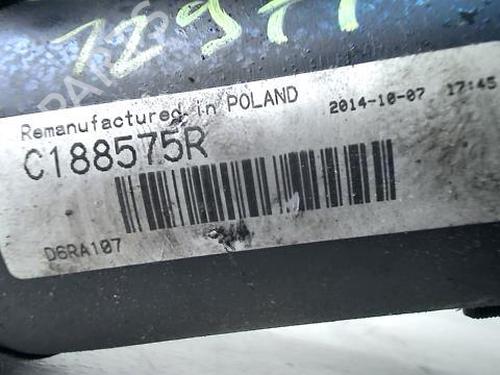 Remanufactured in POLAND 2014-10-07 17:45
C188575R
D6RA107